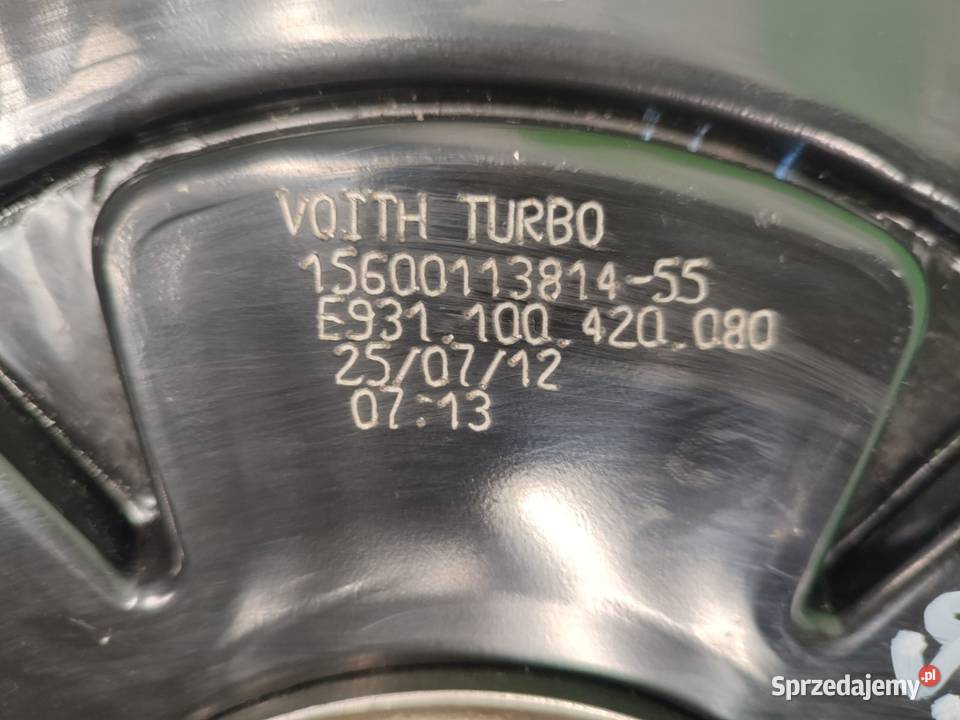 VOITH TURBO
15600113814-55
E931.100.420.080
25/07/12
07:13
Sprzedajemy.pl